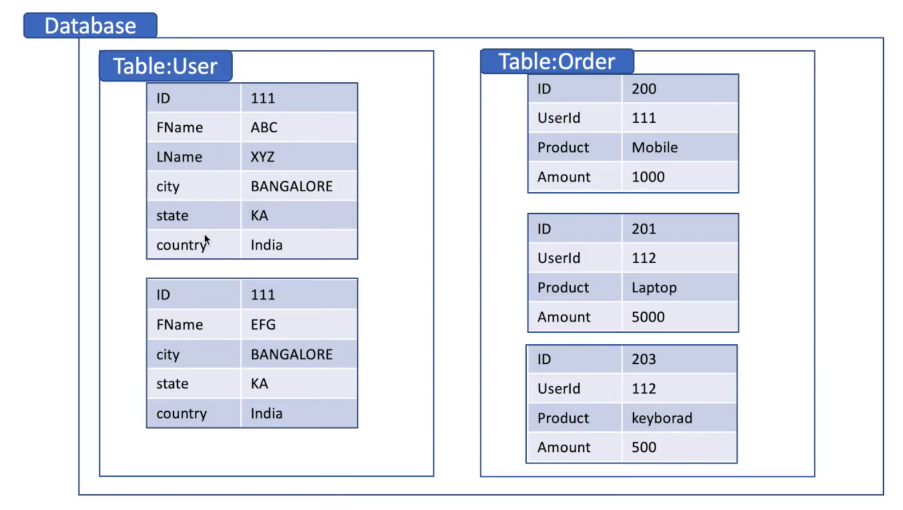 Database
Table:User
ID 111
FName ABC
LName XYZ
city BANGALORE
state KA
country India
ID 111
FName EFG
city BANGALORE
state KA
country India
Table:Order
ID 200
UserId 111
Product Mobile
Amount 1000
ID 201
UserId 112
Product Laptop
Amount 5000
ID 203
UserId 112
Product keyborad
Amount 500